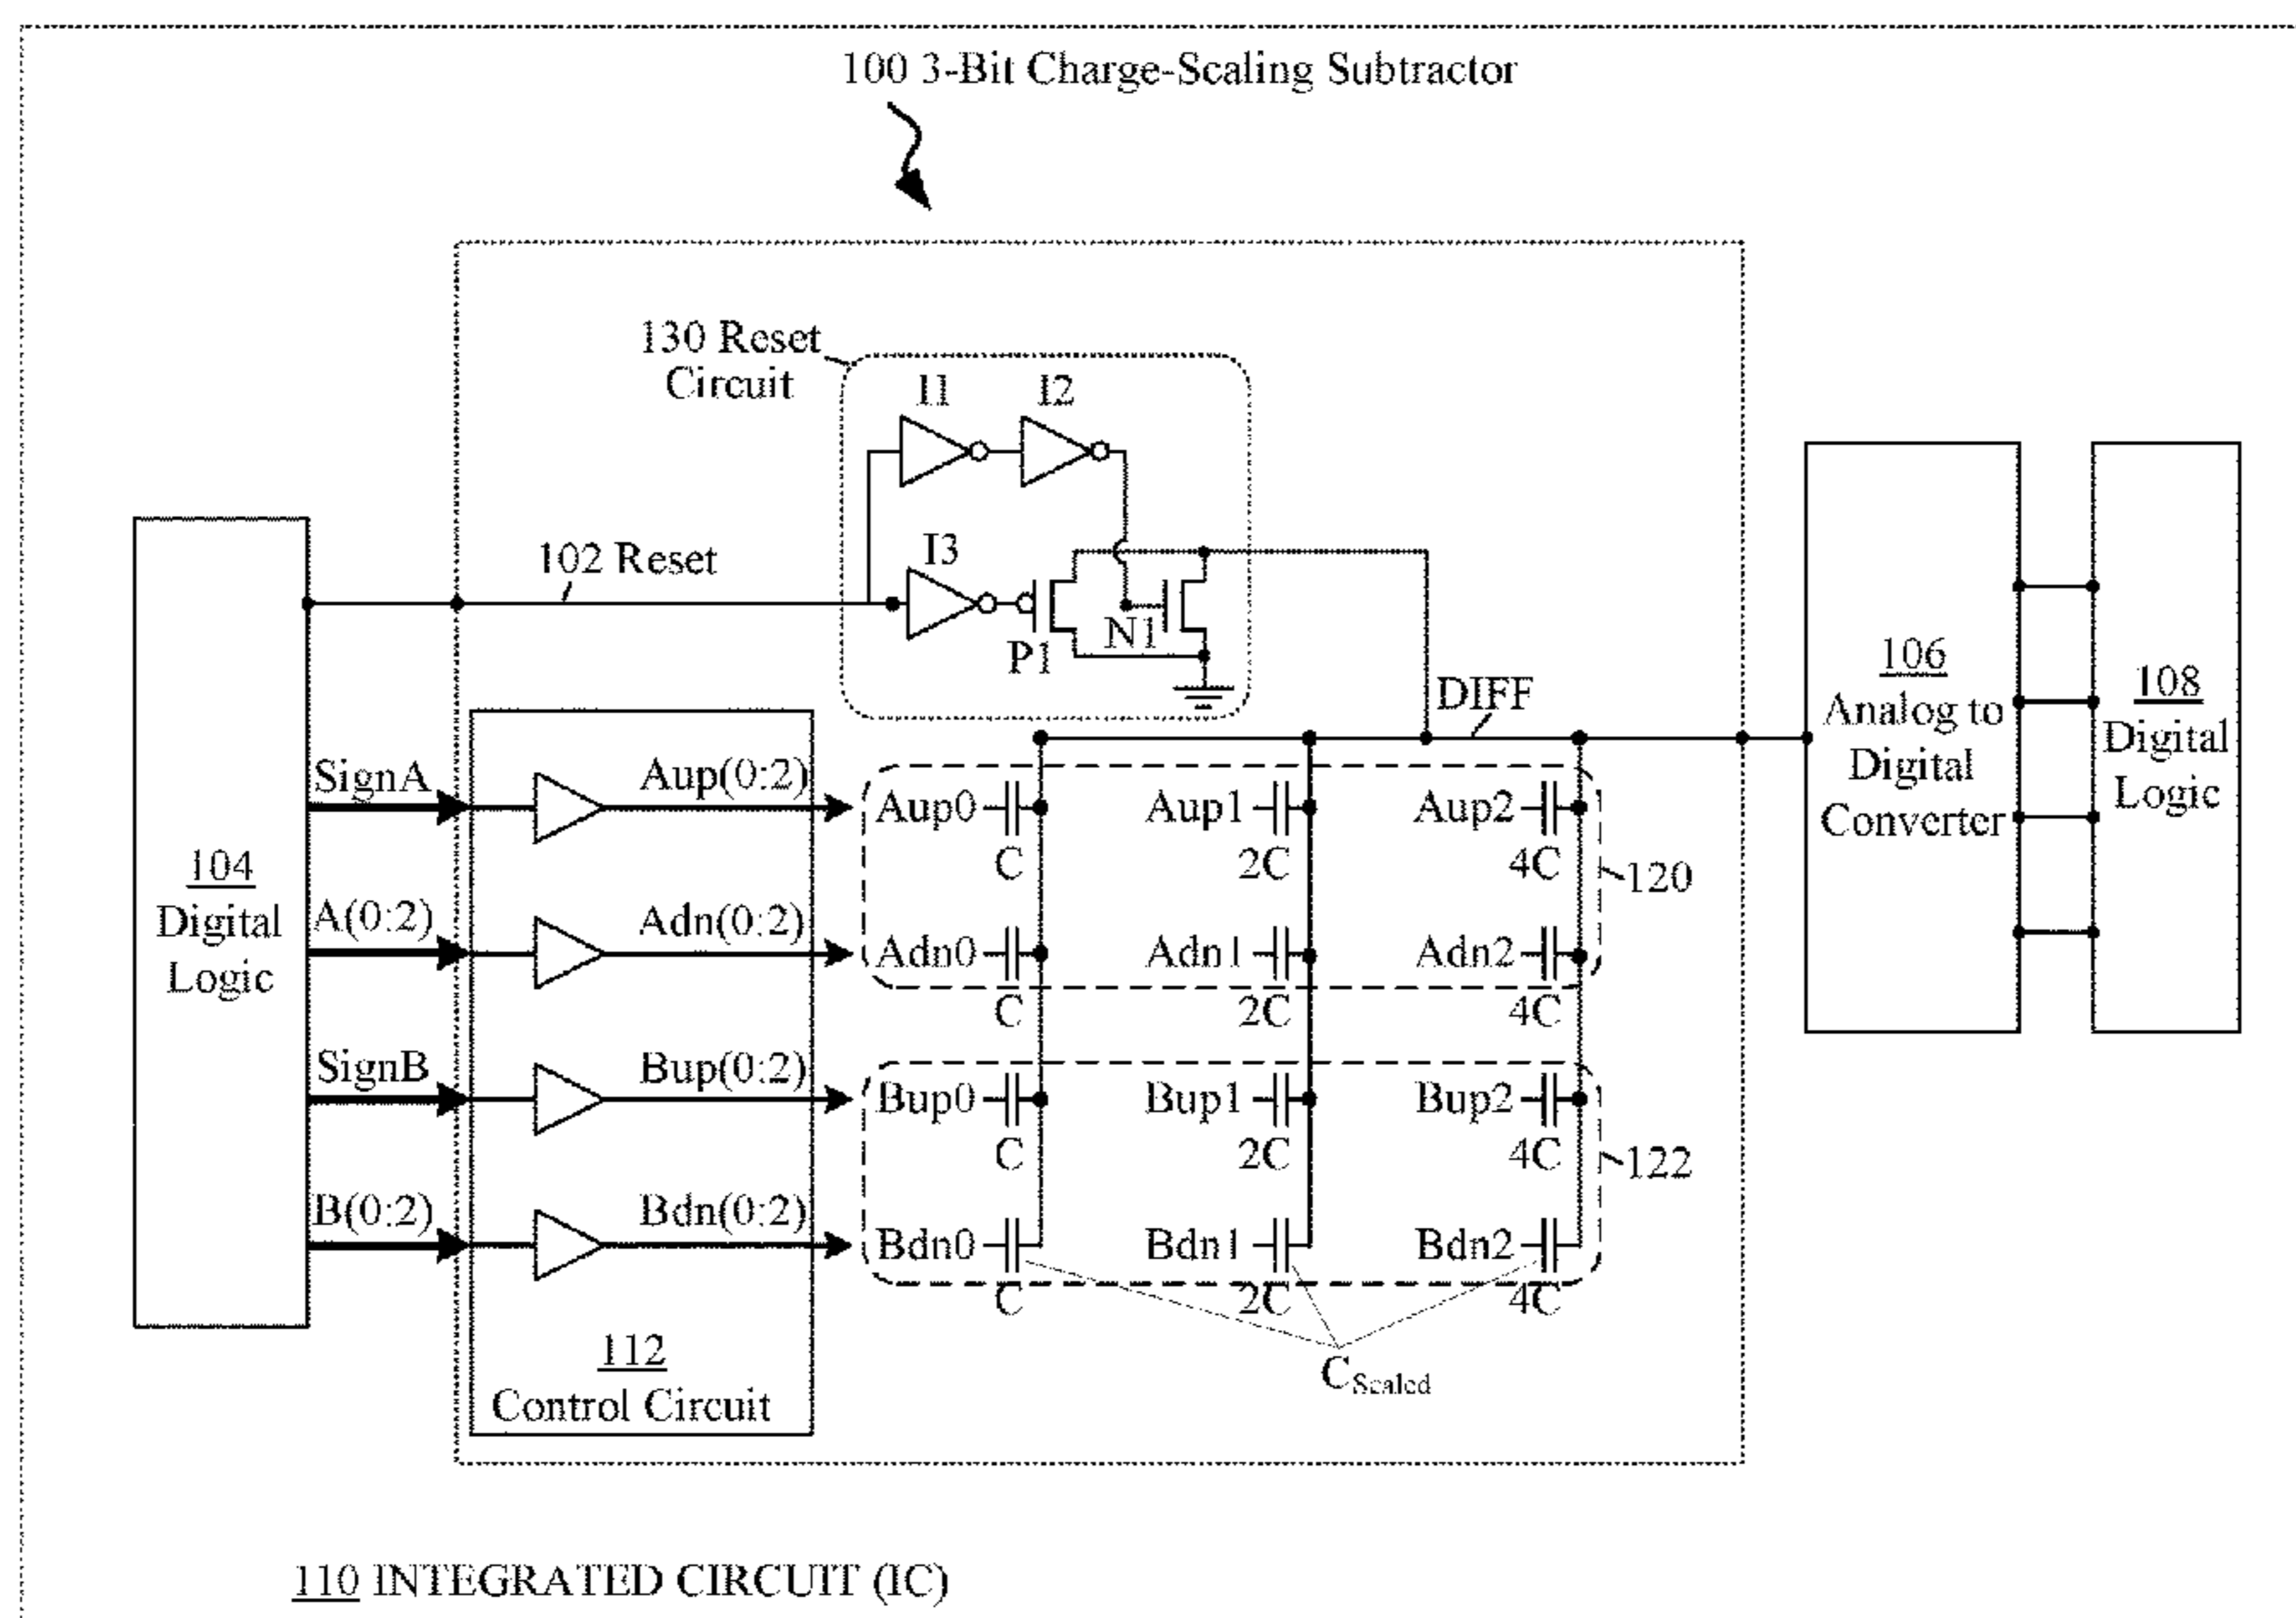 100 3-Bit Charge-Scaling Subtractor
130 Reset
Circuit
I1
I2
102 Reset
I3
P1
N1
DIFF
104
Digital
Logic
SignA
A(0:2)
SignB
B(0:2)
Aup(0:2)
Adn(0:2)
Bup(0:2)
Bdn(0:2)
112
Control Circuit
Aup0
C
Aup1
2C
Aup2
4C
Adn0
C
Adn1
2C
Adn2
4C
120
Bup0
C
Bup1
2C
Bup2
4C
Bdn0
C
Bdn1
2C
Bdn2
4C
122
CScaled
106
Analog to
Digital
Converter
108
Digital
Logic
110 INTEGRATED CIRCUIT (IC)